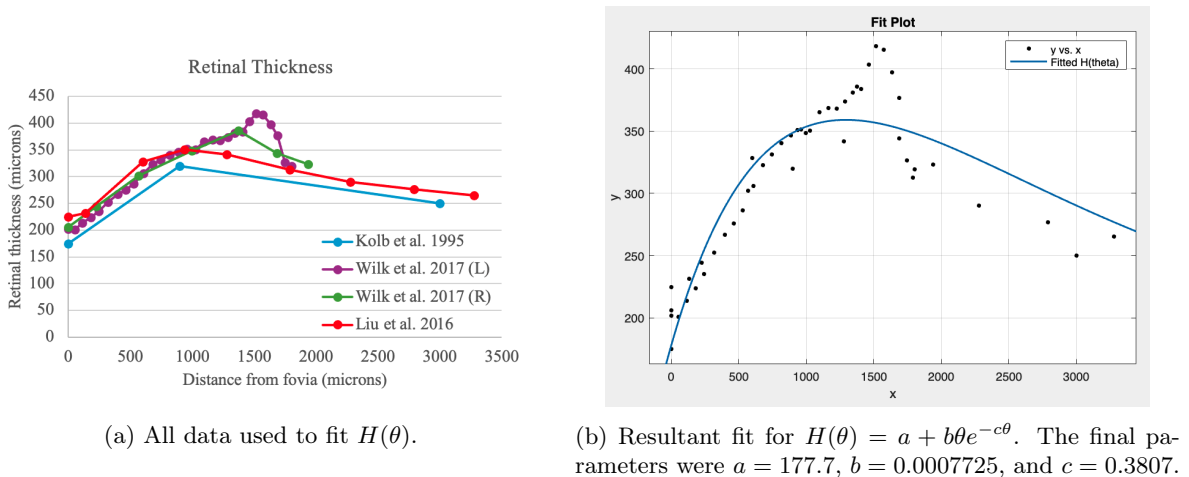 Retinal Thickness
Retinal thickness (microns)
450
400
350
300
250
200
150
100
50
0
Kolb et al. 1995
Wilk et al. 2017 (L)
Wilk et al. 2017 (R)
Liu et al. 2016
0 500 1000 1500 2000 2500 3000 3500
Distance from fovia (microns)
(a) All data used to fit H(θ).
Fit Plot
y vs. x
Fitted H(theta)
y
400
350
300
250
200
0 500 1000 1500 2000 2500 3000
x
(b) Resultant fit for H(θ) = a + bθe^{−cθ}. The final pa-
rameters were a = 177.7, b = 0.0007725, and c = 0.3807.